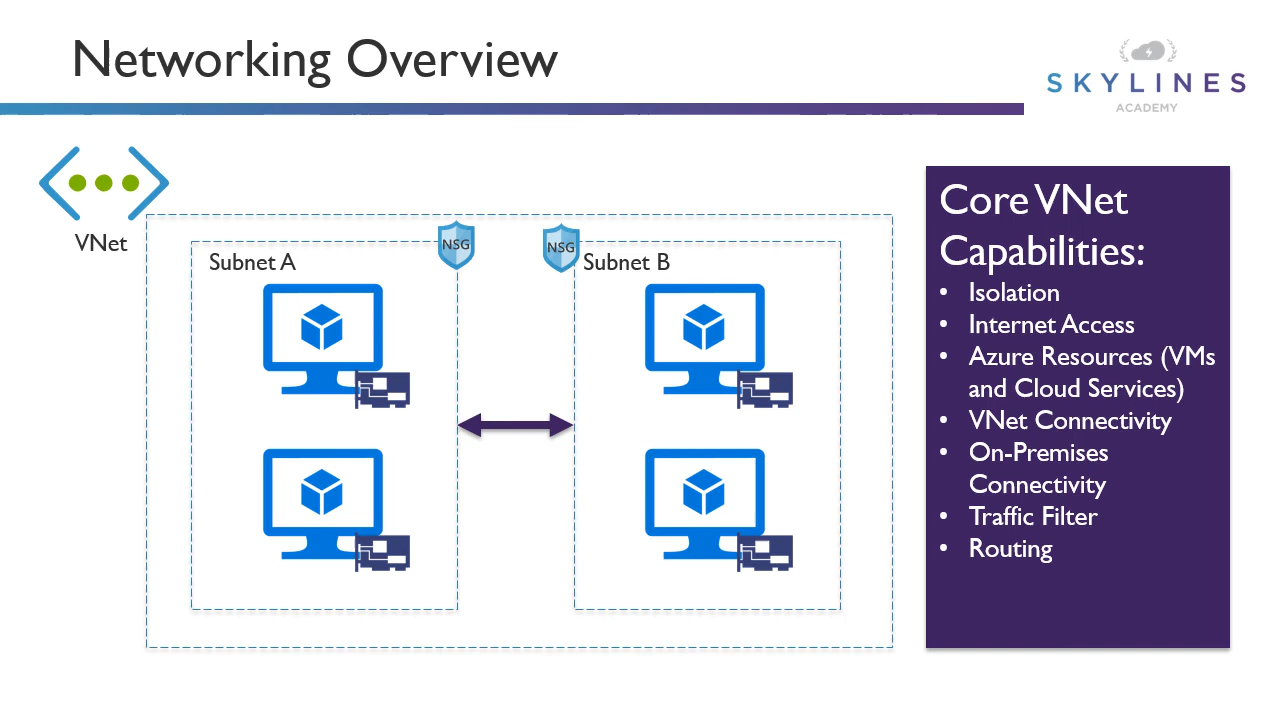 Networking Overview
SKYLINES
ACADEMY
VNet
NSG
NSG
Subnet A
Subnet B
Core VNet
Capabilities:
• Isolation
• Internet Access
• Azure Resources (VMs
and Cloud Services)
• VNet Connectivity
• On-Premises
Connectivity
• Traffic Filter
• Routing